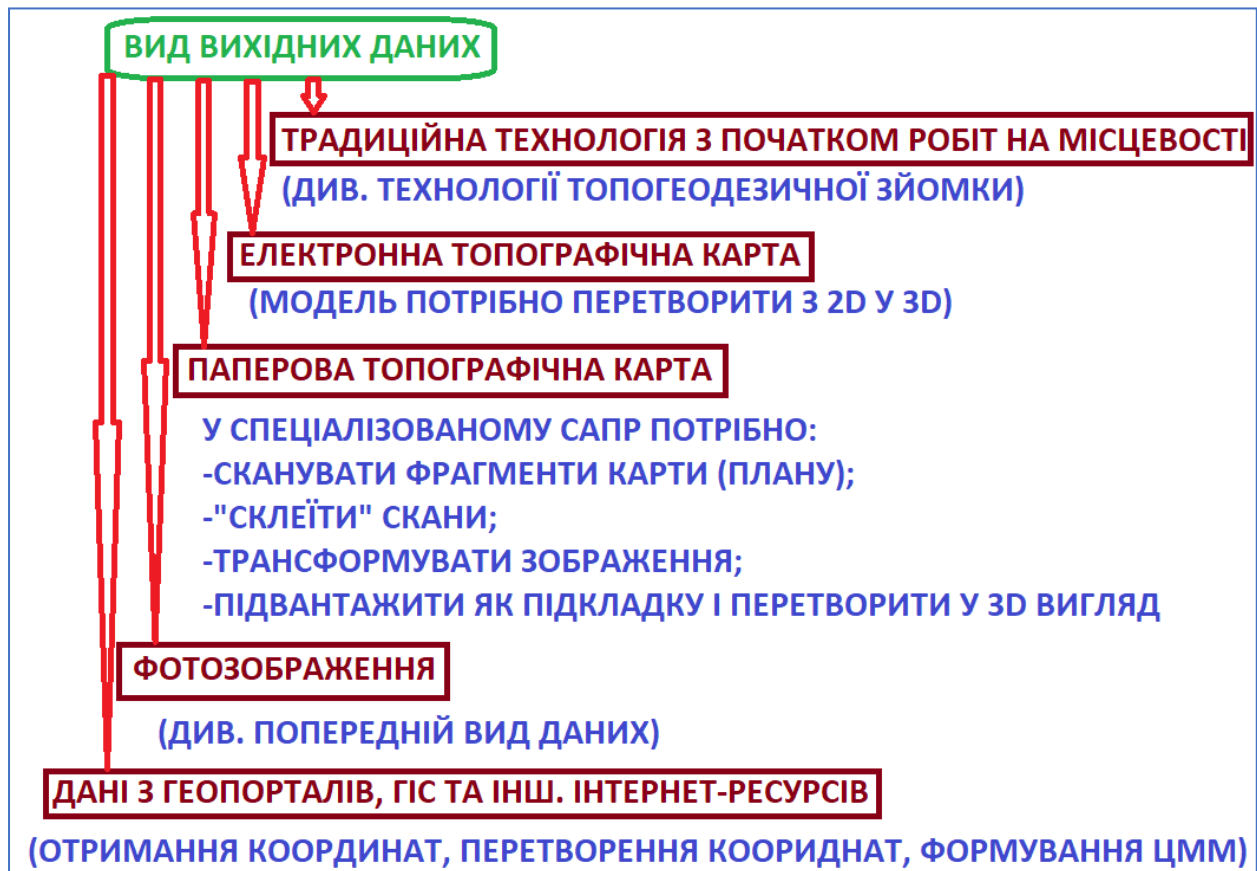 ВИД ВИХІДНИХ ДАНИХ
ТРАДИЦІЙНА ТЕХНОЛОГІЯ З ПОЧАТКОМ РОБІТ НА МІСЦЕВОСТІ
(ДИВ. ТЕХНОЛОГІЇ ТОПОГЕОДЕЗИЧНОЇ ЗЙОМКИ)
ЕЛЕКТРОННА ТОПОГРАФІЧНА КАРТА
(МОДЕЛЬ ПОТРІБНО ПЕРЕТВОРИТИ З 2D У 3D)
ПАПЕРОВА ТОПОГРАФІЧНА КАРТА
У СПЕЦІАЛІЗОВАНОМУ САПР ПОТРІБНО:
-СКАНУВАТИ ФРАГМЕНТИ КАРТИ (ПЛАНУ);
-"СКЛЕЇТИ" СКАНИ;
-ТРАНСФОРМУВАТИ ЗОБРАЖЕННЯ;
-ПІДВАНТАЖИТИ ЯК ПІДКЛАДКУ І ПЕРЕТВОРИТИ У 3D ВИГЛЯД
ФОТОЗОБРАЖЕННЯ
(ДИВ. ПОПЕРЕДНІЙ ВИД ДАНИХ)
ДАНІ З ГЕОПОРТАЛІВ, ГІС ТА ІНШ. ІНТЕРНЕТ-РЕСУРСІВ
(ОТРИМАННЯ КООРДИНАТ, ПЕРЕТВОРЕННЯ КООРИДНАТ, ФОРМУВАННЯ ЦММ)